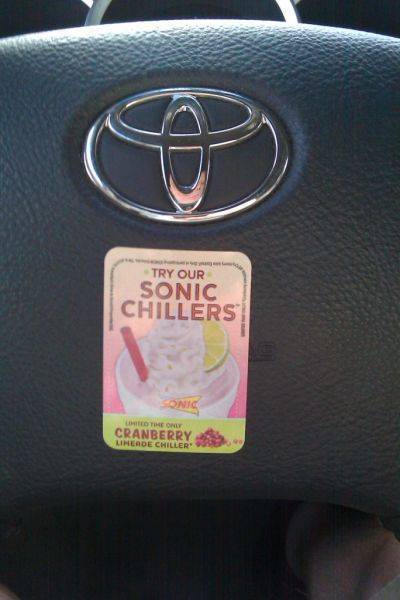 TRY OUR
SONIC
CHILLERS
SONIC
LIMITED TIME ONLY
CRANBERRY
LIMEADE CHILLER*